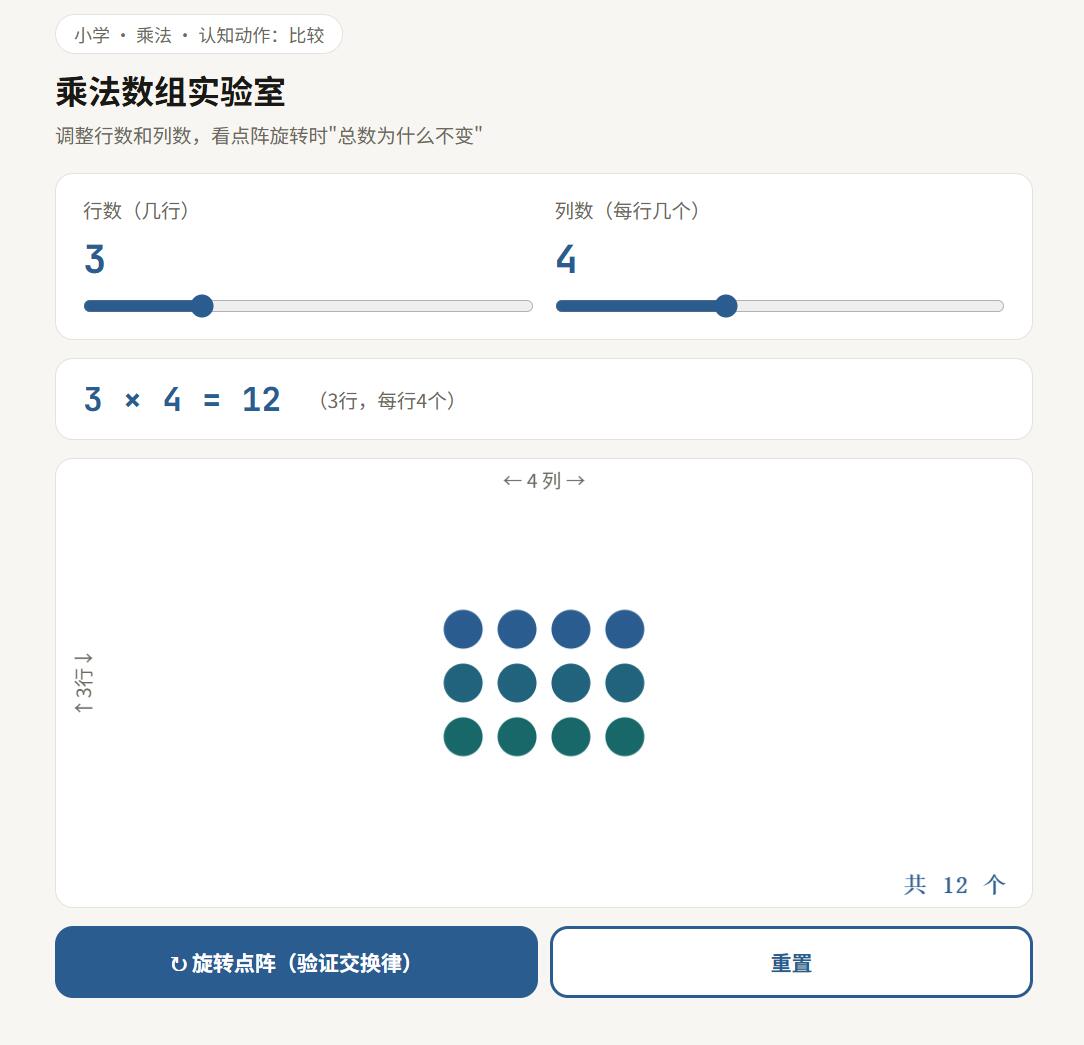 小学 · 乘法 · 认知动作：比较
乘法数组实验室
调整行数和列数，看点阵旋转时"总数为什么不变"
行数（几行）
3
列数（每行几个）
4
3 × 4 = 12 （3行，每行4个）
← 4 列 →
← 3行 →
共 12 个
↻ 旋转点阵（验证交换律）
重置